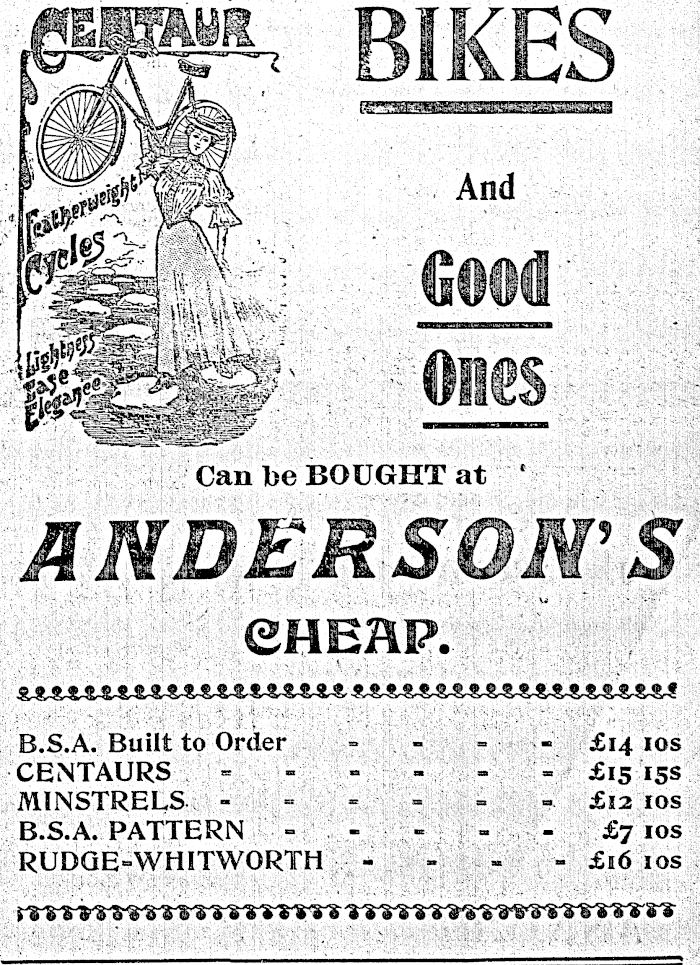 CENTAUR
Featherweight
Cycles
Lightness
Ease
Elegance
BIKES
And
Good
Ones
Can be BOUGHT at
ANDERSON'S
CHEAP.
B.S.A. Built to Order - - - - £14 10s
CENTAURS - - - - - - £15 15s
MINSTRELS - - - - - - £12 10s
B.S.A. PATTERN - - - - - £7 10s
RUDGE-WHITWORTH - - - - £16 10s